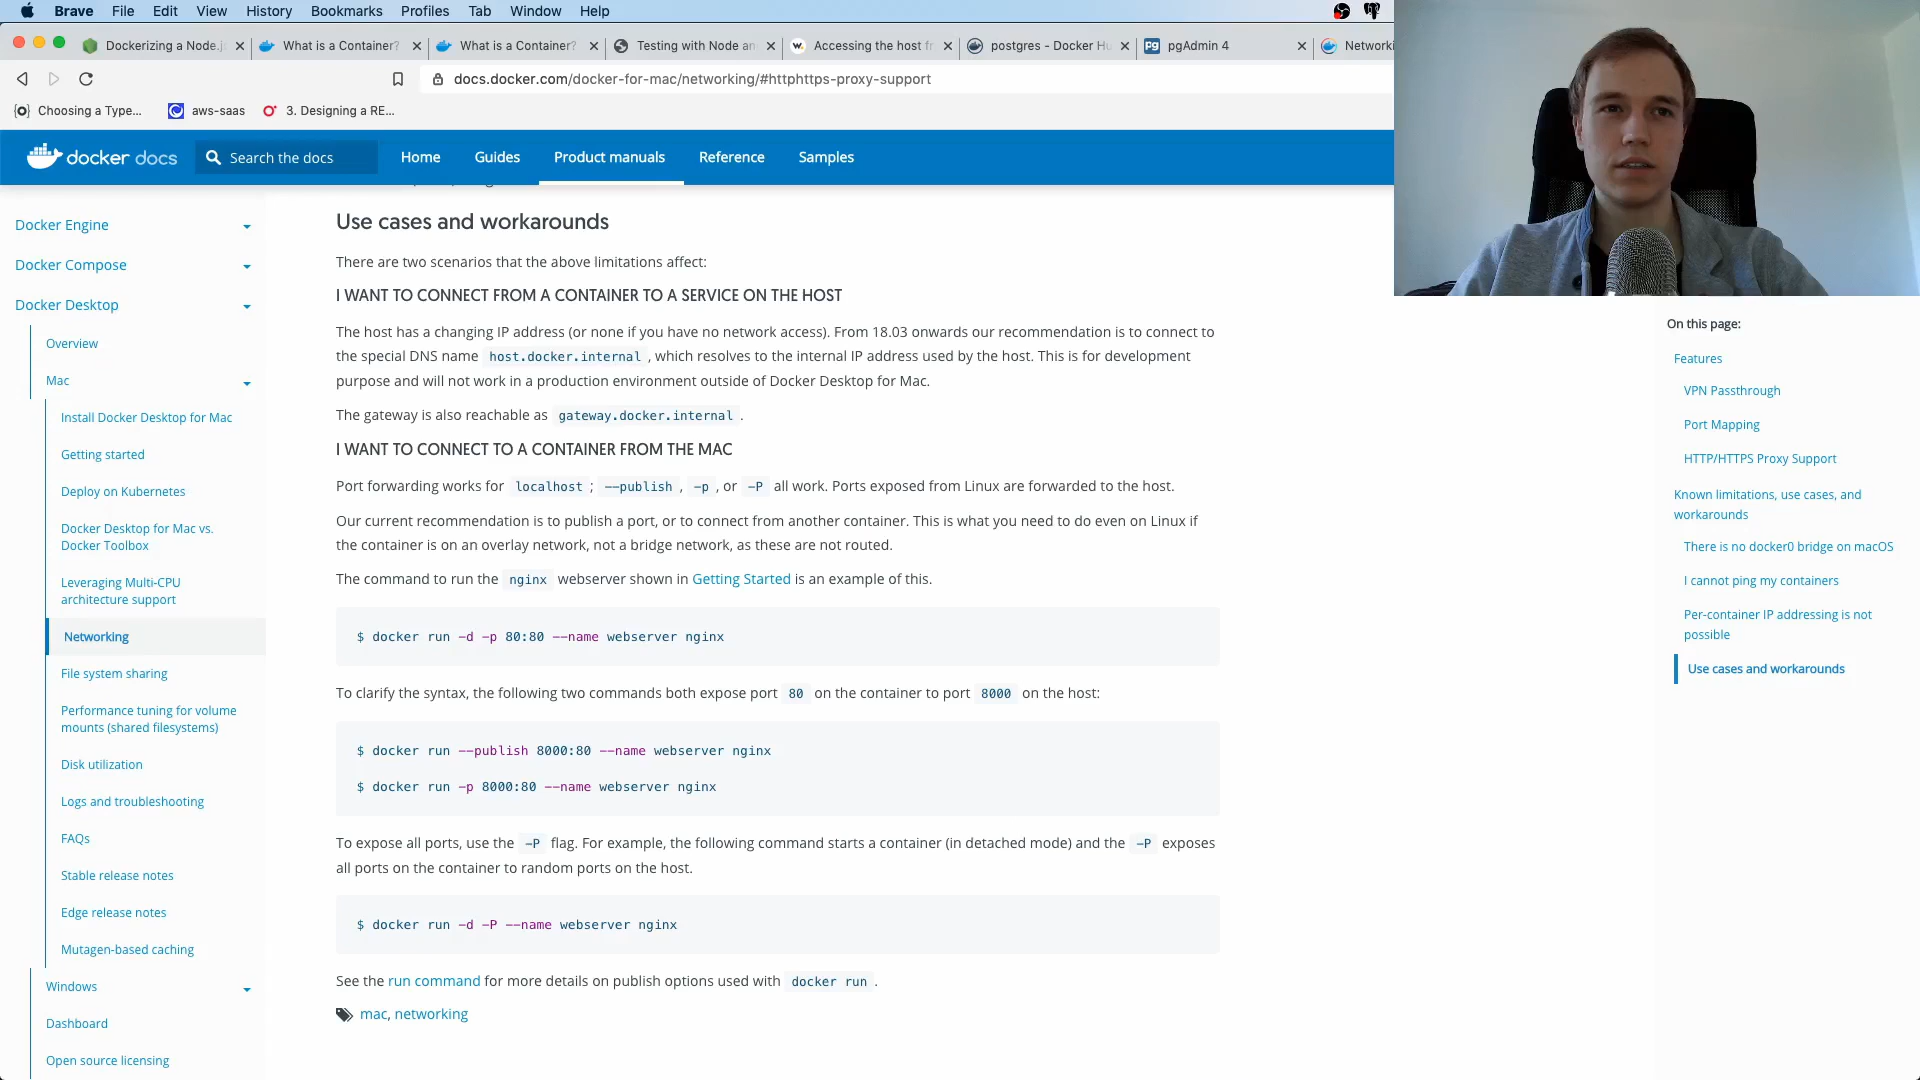 Brave File Edit View History Bookmarks Profiles Tab Window Help
Dockerizing a Node.j What is a Container? What is a Container? Testing with Node an Accessing the host f postgres - Docker Hu pgAdmin 4 Networki
docs.docker.com/docker-for-mac/networking/#httphttps-proxy-support
Choosing a Type... aws-saas 3. Designing a RE...
docker docs Search the docs Home Guides Product manuals Reference Samples
Docker Engine
Docker Compose
Docker Desktop
Overview
Mac
Install Docker Desktop for Mac
Getting started
Deploy on Kubernetes
Docker Desktop for Mac vs.
Docker Toolbox
Leveraging Multi-CPU
architecture support
Networking
File system sharing
Performance tuning for volume
mounts (shared filesystems)
Disk utilization
Logs and troubleshooting
FAQs
Stable release notes
Edge release notes
Mutagen-based caching
Windows
Dashboard
Open source licensing
Use cases and workarounds
There are two scenarios that the above limitations affect:
I WANT TO CONNECT FROM A CONTAINER TO A SERVICE ON THE HOST
The host has a changing IP address (or none if you have no network access). From 18.03 onwards our recommendation is to connect to
the special DNS name host.docker.internal , which resolves to the internal IP address used by the host. This is for development
purpose and will not work in a production environment outside of Docker Desktop for Mac.
The gateway is also reachable as gateway.docker.internal .
I WANT TO CONNECT TO A CONTAINER FROM THE MAC
Port forwarding works for localhost ; --publish , -p , or -P all work. Ports exposed from Linux are forwarded to the host.
Our current recommendation is to publish a port, or to connect from another container. This is what you need to do even on Linux if
the container is on an overlay network, not a bridge network, as these are not routed.
The command to run the nginx webserver shown in Getting Started is an example of this.
$ docker run -d -p 80:80 --name webserver nginx
To clarify the syntax, the following two commands both expose port 80 on the container to port 8000 on the host:
$ docker run --publish 8000:80 --name webserver nginx
$ docker run -p 8000:80 --name webserver nginx
To expose all ports, use the -P flag. For example, the following command starts a container (in detached mode) and the -P exposes
all ports on the container to random ports on the host.
$ docker run -d -P --name webserver nginx
See the run command for more details on publish options used with docker run .
mac, networking
On this page:
Features
VPN Passthrough
Port Mapping
HTTP/HTTPS Proxy Support
Known limitations, use cases, and
workarounds
There is no docker0 bridge on macOS
I cannot ping my containers
Per-container IP addressing is not
possible
Use cases and workarounds